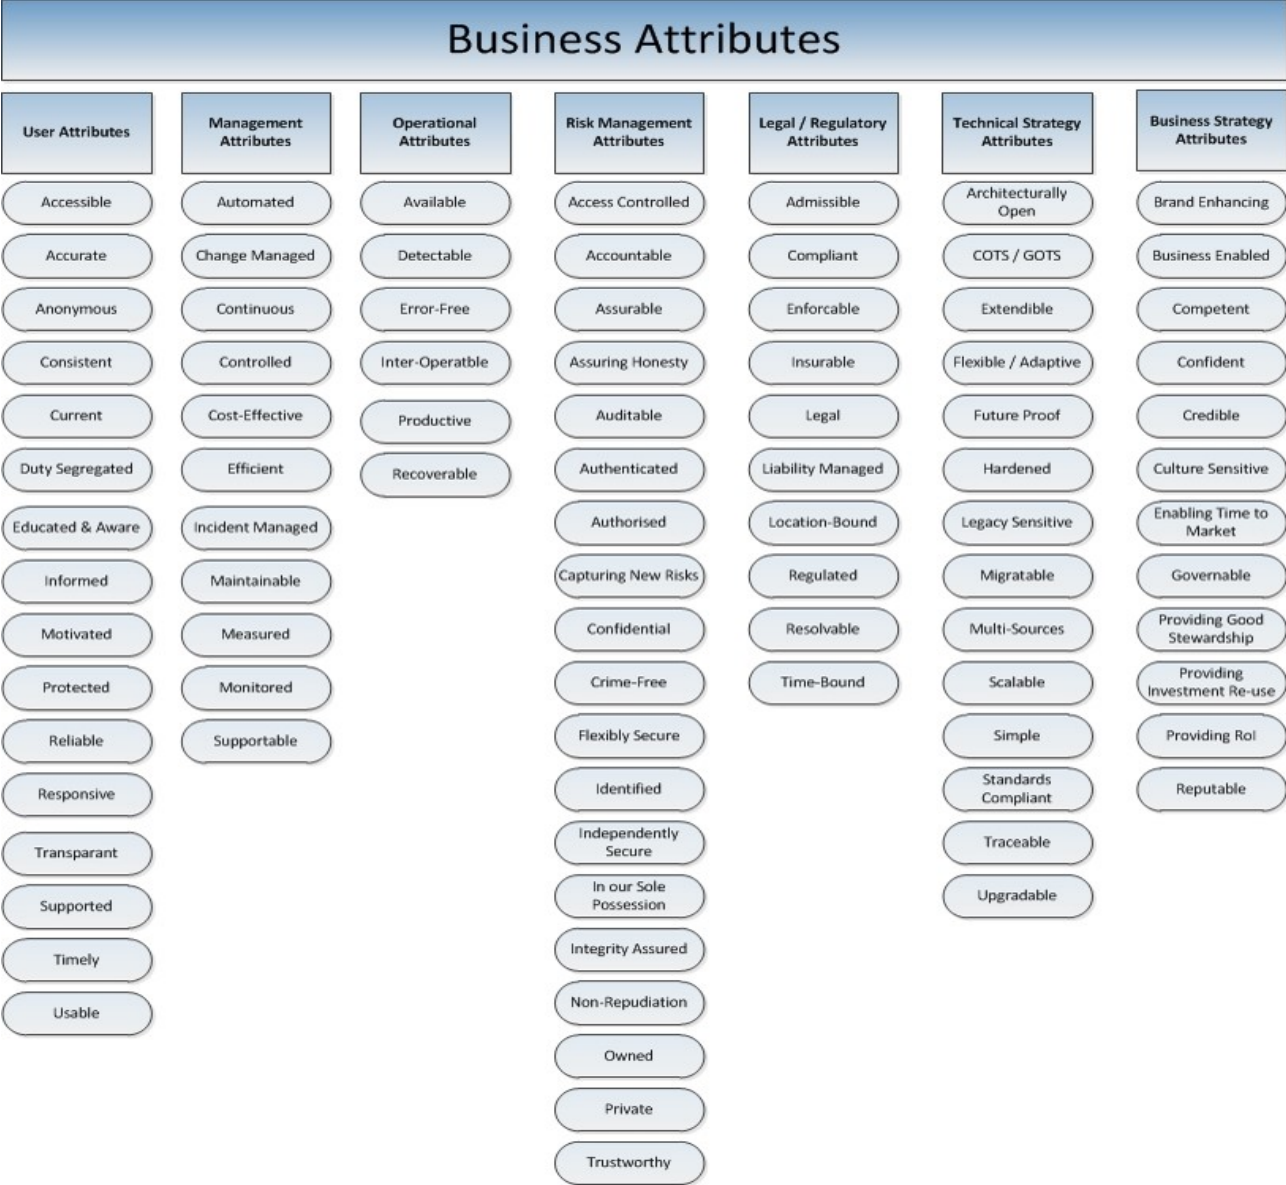 Business Attributes
User Attributes
Accessible
Accurate
Anonymous
Consistent
Current
Duty Segregated
Educated & Aware
Informed
Motivated
Protected
Reliable
Responsive
Transparant
Supported
Timely
Usable
Management
Attributes
Automated
Change Managed
Continuous
Controlled
Cost-Effective
Efficient
Incident Managed
Maintainable
Measured
Monitored
Supportable
Operational
Attributes
Available
Detectable
Error-Free
Inter-Operatble
Productive
Recoverable
Risk Management
Attributes
Access Controlled
Accountable
Assurable
Assuring Honesty
Auditable
Authenticated
Authorised
Capturing New Risks
Confidential
Crime-Free
Flexibly Secure
Identified
Independently
Secure
In our Sole
Possession
Integrity Assured
Non-Repudiation
Owned
Private
Trustworthy
Legal / Regulatory
Attributes
Admissible
Compliant
Enforcable
Insurable
Legal
Liability Managed
Location-Bound
Regulated
Resolvable
Time-Bound
Technical Strategy
Attributes
Architecturally
Open
COTS / GOTS
Extendible
Flexible / Adaptive
Future Proof
Hardened
Legacy Sensitive
Migratable
Multi-Sources
Scalable
Simple
Standards
Compliant
Traceable
Upgradable
Business Strategy
Attributes
Brand Enhancing
Business Enabled
Competent
Confident
Credible
Culture Sensitive
Enabling Time to
Market
Governable
Providing Good
Stewardship
Providing
Investment Re-use
Providing RoI
Reputable